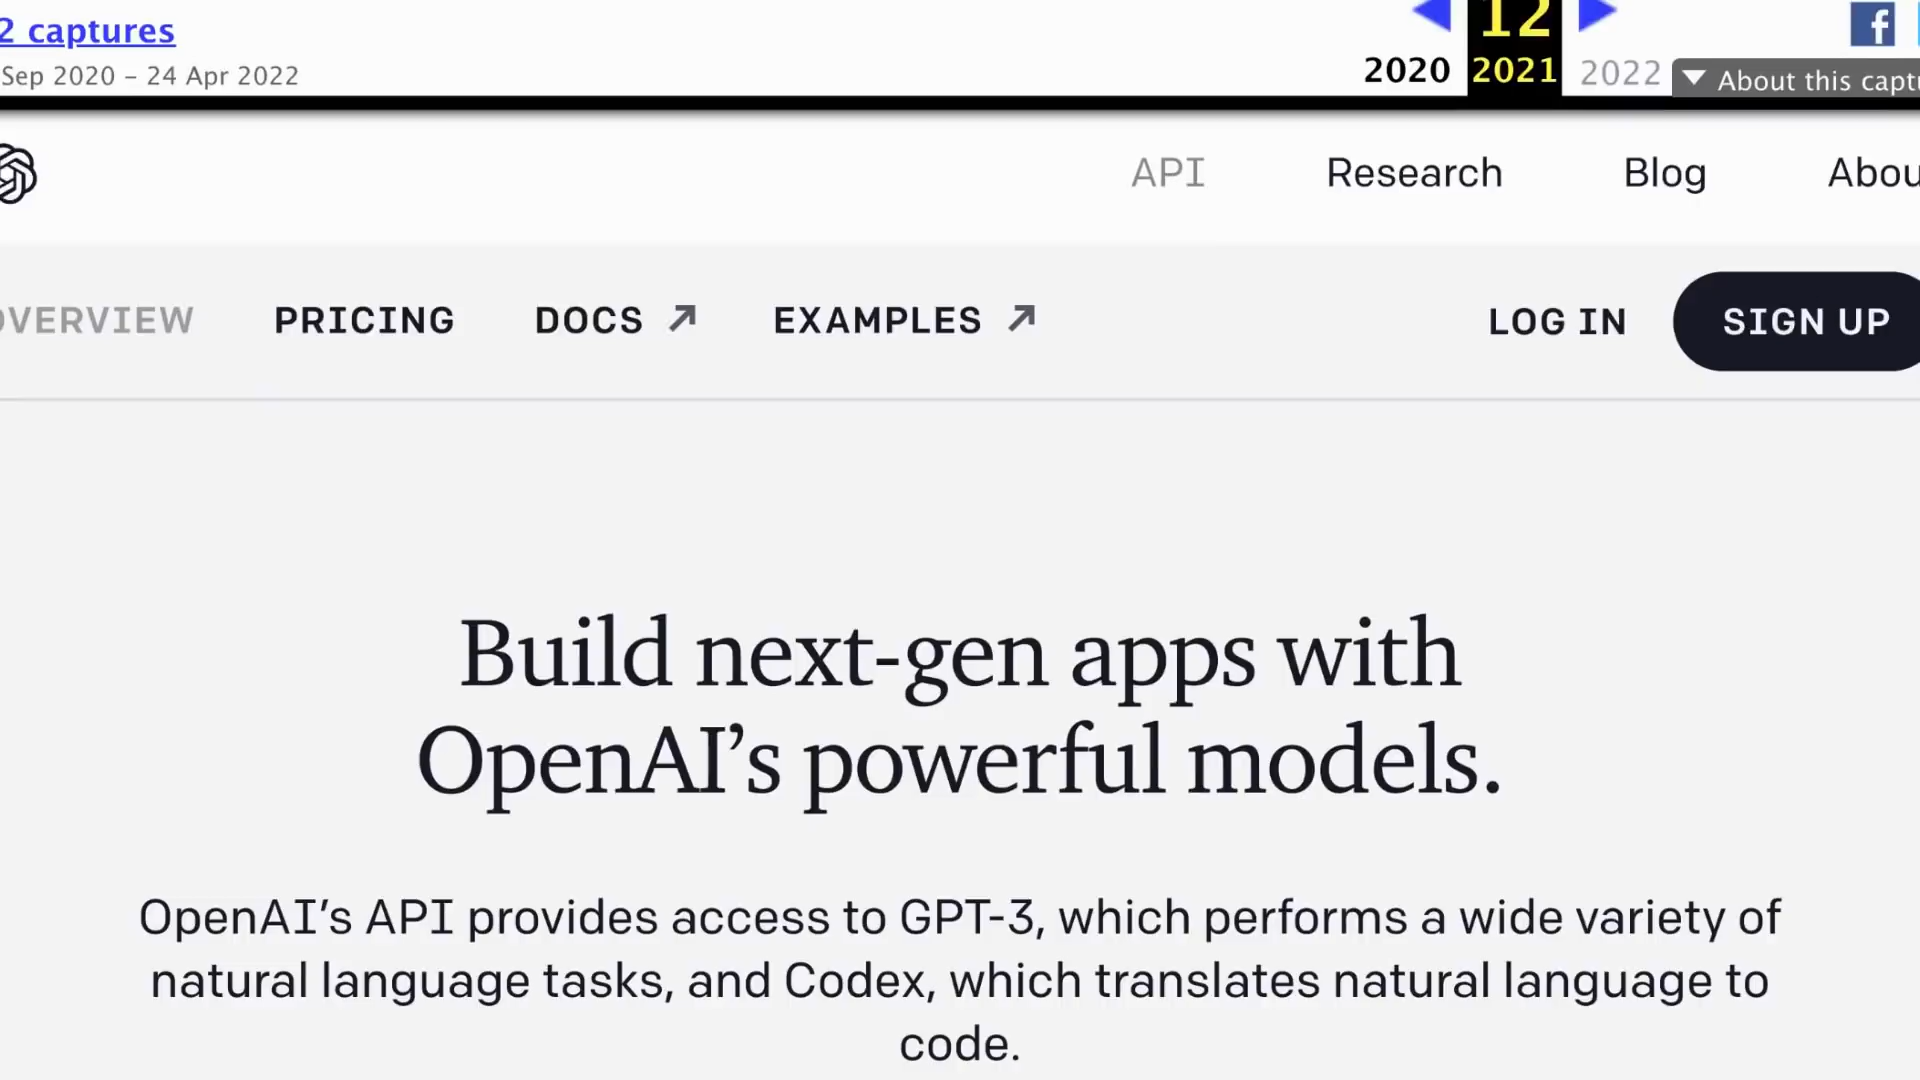 2 captures
12
2020 2021 2022
Sep 2020 – 24 Apr 2022
About this capt
f
API Research Blog Abou
OVERVIEW PRICING DOCS ↗ EXAMPLES ↗ LOG IN SIGN UP
Build next-gen apps with
OpenAI’s powerful models.
OpenAI’s API provides access to GPT-3, which performs a wide variety of
natural language tasks, and Codex, which translates natural language to
code.